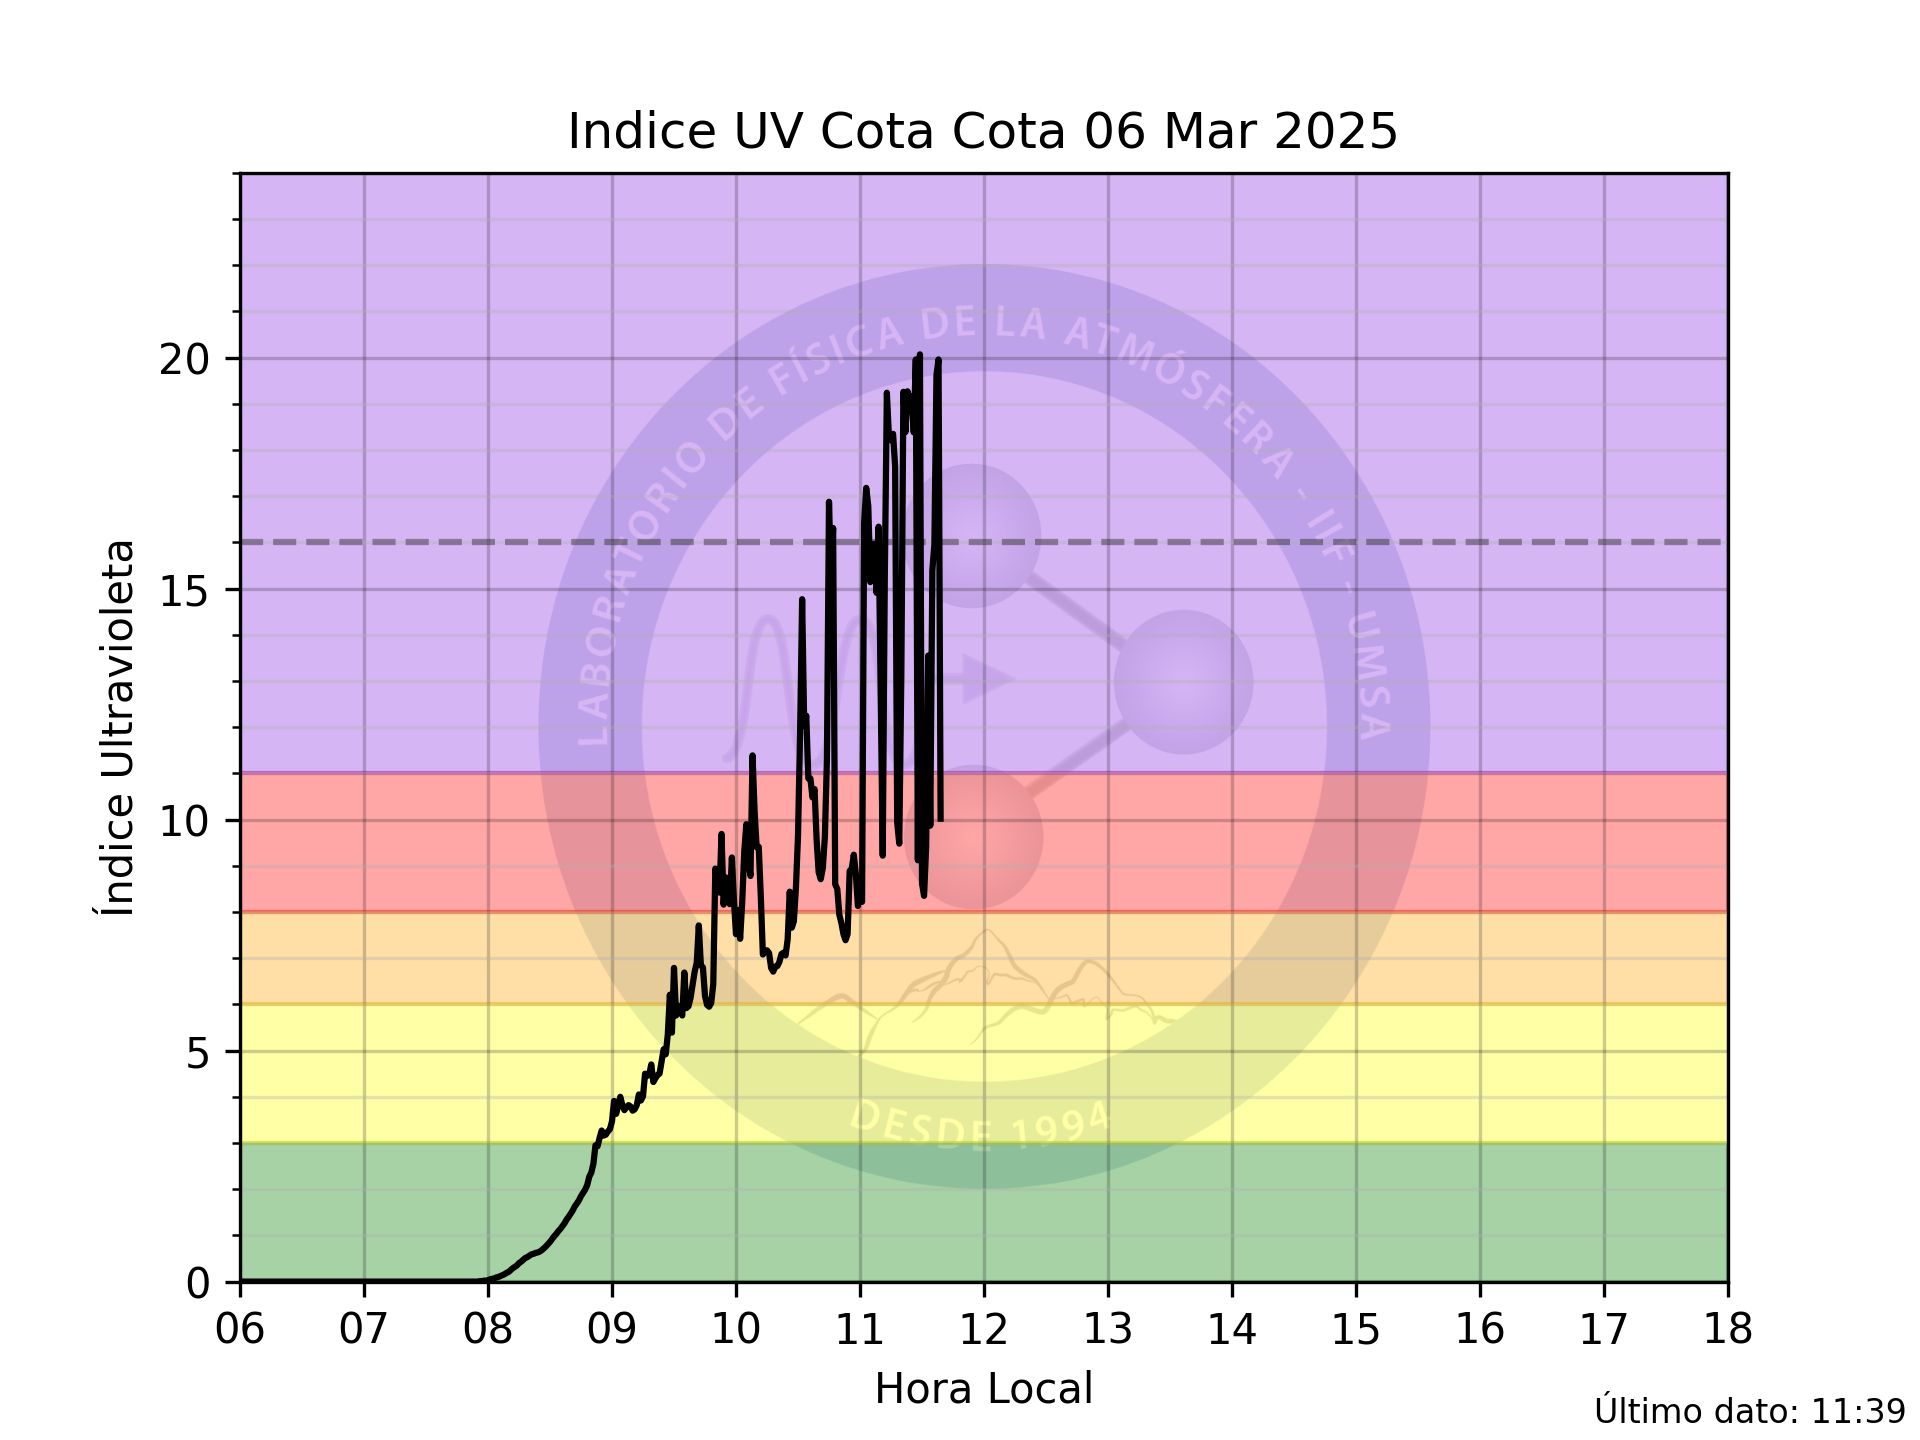 Indice UV Cota Cota 06 Mar 2025
LABORATORIO DE FÍSICA DE LA ATMÓSFERA - IIF - UMSA
DESDE 1994
Índice Ultravioleta
20
15
10
5
0
06 07 08 09 10 11 12 13 14 15 16 17 18
Hora Local
Último dato: 11:39